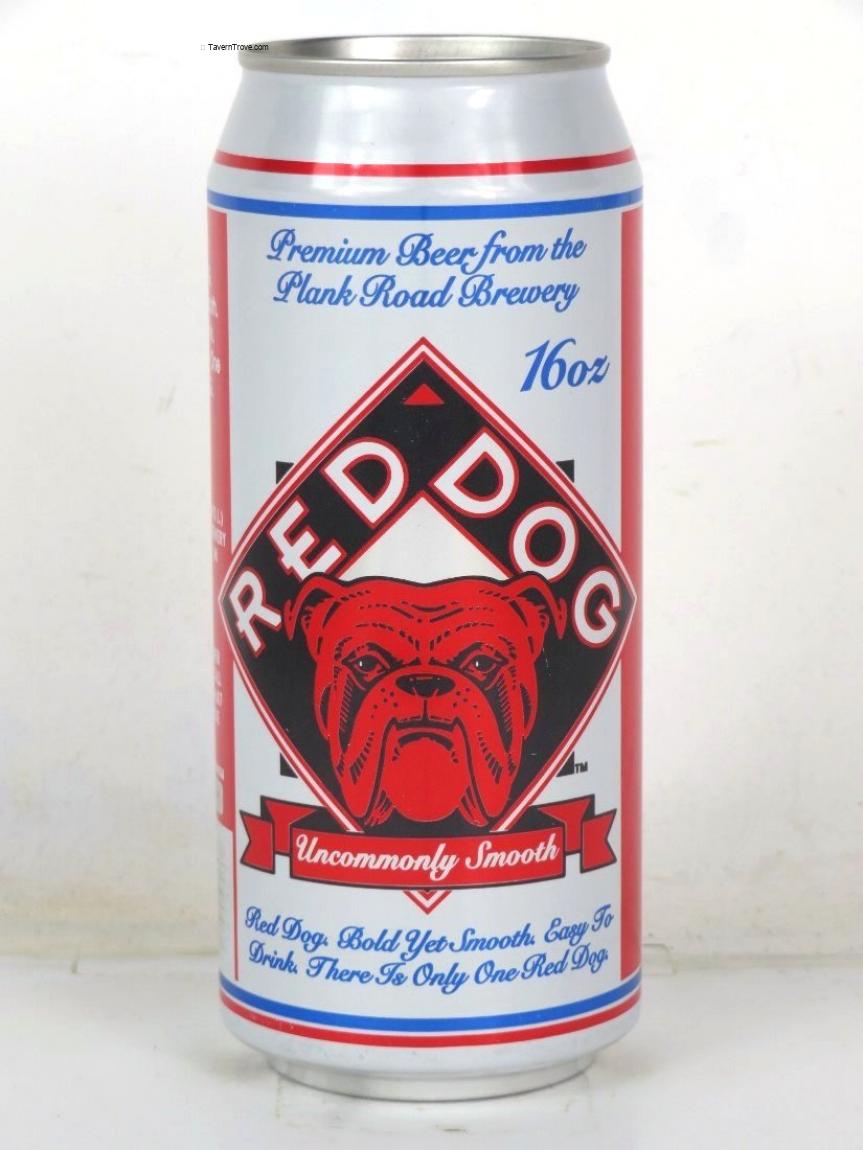 TavernTrove.com
Premium Beer from the
Plank Road Brewery
16oz
RED DOG
TM
Uncommonly Smooth
Red Dog. Bold Yet Smooth. Easy To
Drink. There Is Only One Red Dog.